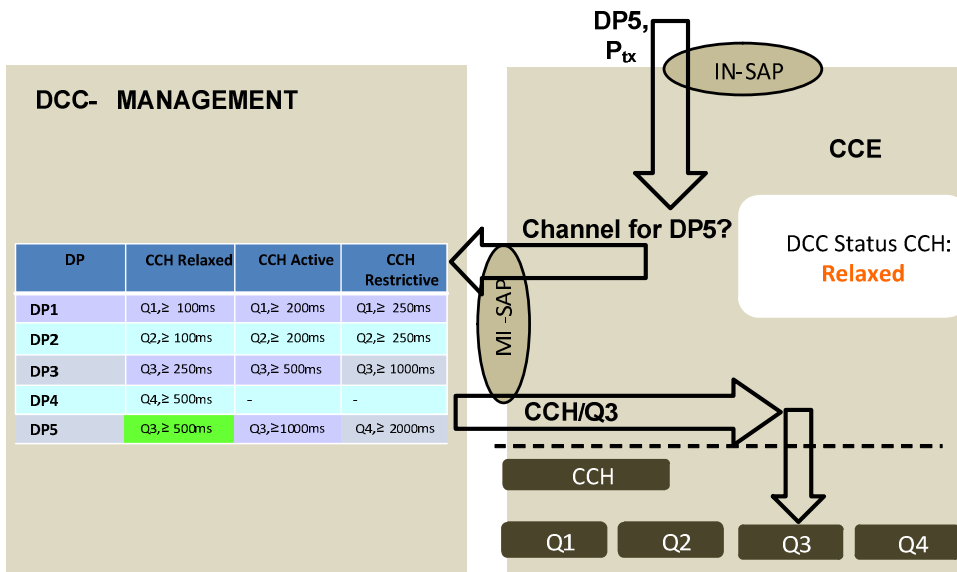 DP5,
Ptx
IN-SAP
DCC- MANAGEMENT
CCE
Channel for DP5?
DCC Status CCH:
Relaxed
DP CCH Relaxed CCH Active CCH Restrictive
DP1 Q1,≥ 100ms Q1,≥ 200ms Q1,≥ 250ms
DP2 Q2,≥ 100ms Q2,≥ 200ms Q2,≥ 250ms
DP3 Q3,≥ 250ms Q3,≥ 500ms Q3,≥ 1000ms
DP4 Q4,≥ 500ms - -
DP5 Q3,≥ 500ms Q3,≥1000ms Q4,≥ 2000ms
MI -SAP
CCH/Q3
CCH
Q1 Q2 Q3 Q4